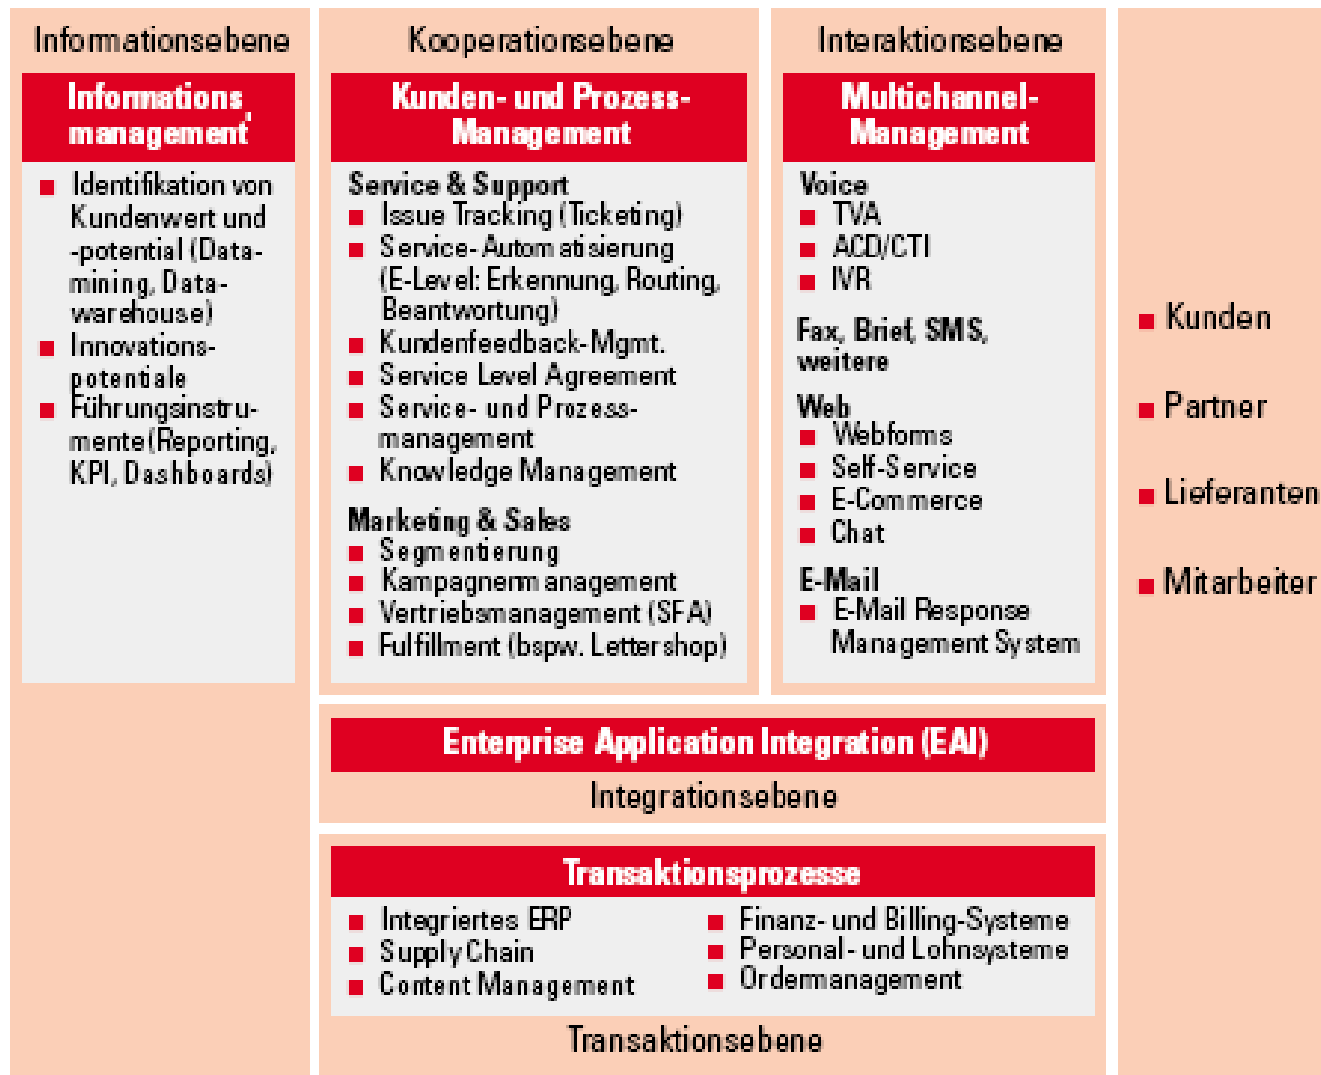 Informationsebene
Informations
management
Identifikation von
Kundenwert und
-potential (Data-
mining, Data-
warehouse)
Innovations-
potentiale
Führungsinstru-
mente (Reporting,
KPI, Dashboards)
Kooperationsebene
Kunden- und Prozess-
Management
Service & Support
Issue Tracking (Ticketing)
Service-Automatisierung
(E-Level: Erkennung, Routing,
Beantwortung)
Kundenfeedback-Mgmt.
Service Level Agreement
Service- und Prozess-
management
Knowledge Management
Marketing & Sales
Segmentierung
Kampagnenmanagement
Vertriebsmanagement (SFA)
Fulfillment (bspw. Lettershop)
Interaktionsebene
Multichannel-
Management
Voice
TVA
ACD/CTI
IVR
Fax, Brief, SMS,
weitere
Web
Webforms
Self-Service
E-Commerce
Chat
E-Mail
E-Mail Response
Management System
Kunden
Partner
Lieferanten
Mitarbeiter
Enterprise Application Integration (EAI)
Integrationsebene
Transaktionsprozesse
Integriertes ERP
Supply Chain
Content Management
Finanz- und Billing-Systeme
Personal- und Lohnsysteme
Ordermanagement
Transaktionsebene